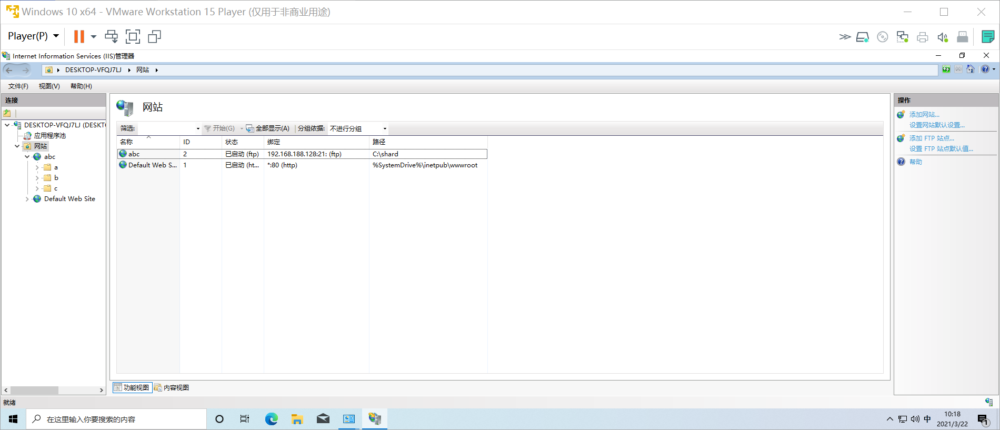 Windows 10 x64 - VMware Workstation 15 Player (仅用于非商业用途)
Player(P)
Internet Information Services (IIS)管理器
DESKTOP-VFQJ7LJ 网站
文件(F) 视图(V) 帮助(H)
连接
DESKTOP-VFQJ7LJ (DESKT
应用程序池
网站
abc
a
b
c
Default Web Site
网站
筛选: 开始(G) 全部显示(A) 分组依据: 不进行分组
名称 ID 状态 绑定 路径
abc 2 已启动 (ftp) 192.168.188.128:21: (ftp) C:\shard
Default Web S... 1 已启动 (ht... *:80 (http) %SystemDrive%\inetpub\wwwroot
功能视图 内容视图
操作
添加网站...
设置网站默认设置...
添加 FTP 站点...
设置 FTP 站点默认值...
帮助
就绪
在这里输入你要搜索的内容
中
10:18
2021/3/22
1